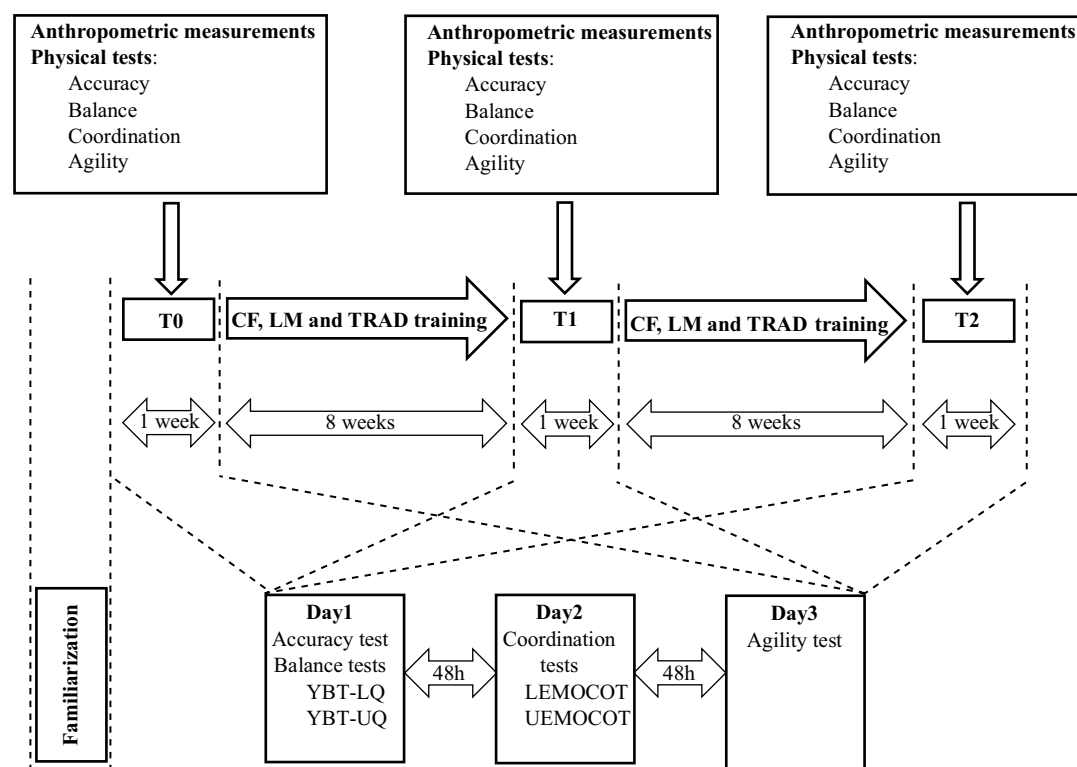 Anthropometric measurements
Physical tests:
Accuracy
Balance
Coordination
Agility
Anthropometric measurements
Physical tests:
Accuracy
Balance
Coordination
Agility
Anthropometric measurements
Physical tests:
Accuracy
Balance
Coordination
Agility
T0
CF, LM and TRAD training
T1
CF, LM and TRAD training
T2
1 week
8 weeks
1 week
8 weeks
1 week
Familiarization
Day1
Accuracy test
Balance tests
YBT-LQ
YBT-UQ
48h
Day2
Coordination
tests
LEMOCOT
UEMOCOT
48h
Day3
Agility test